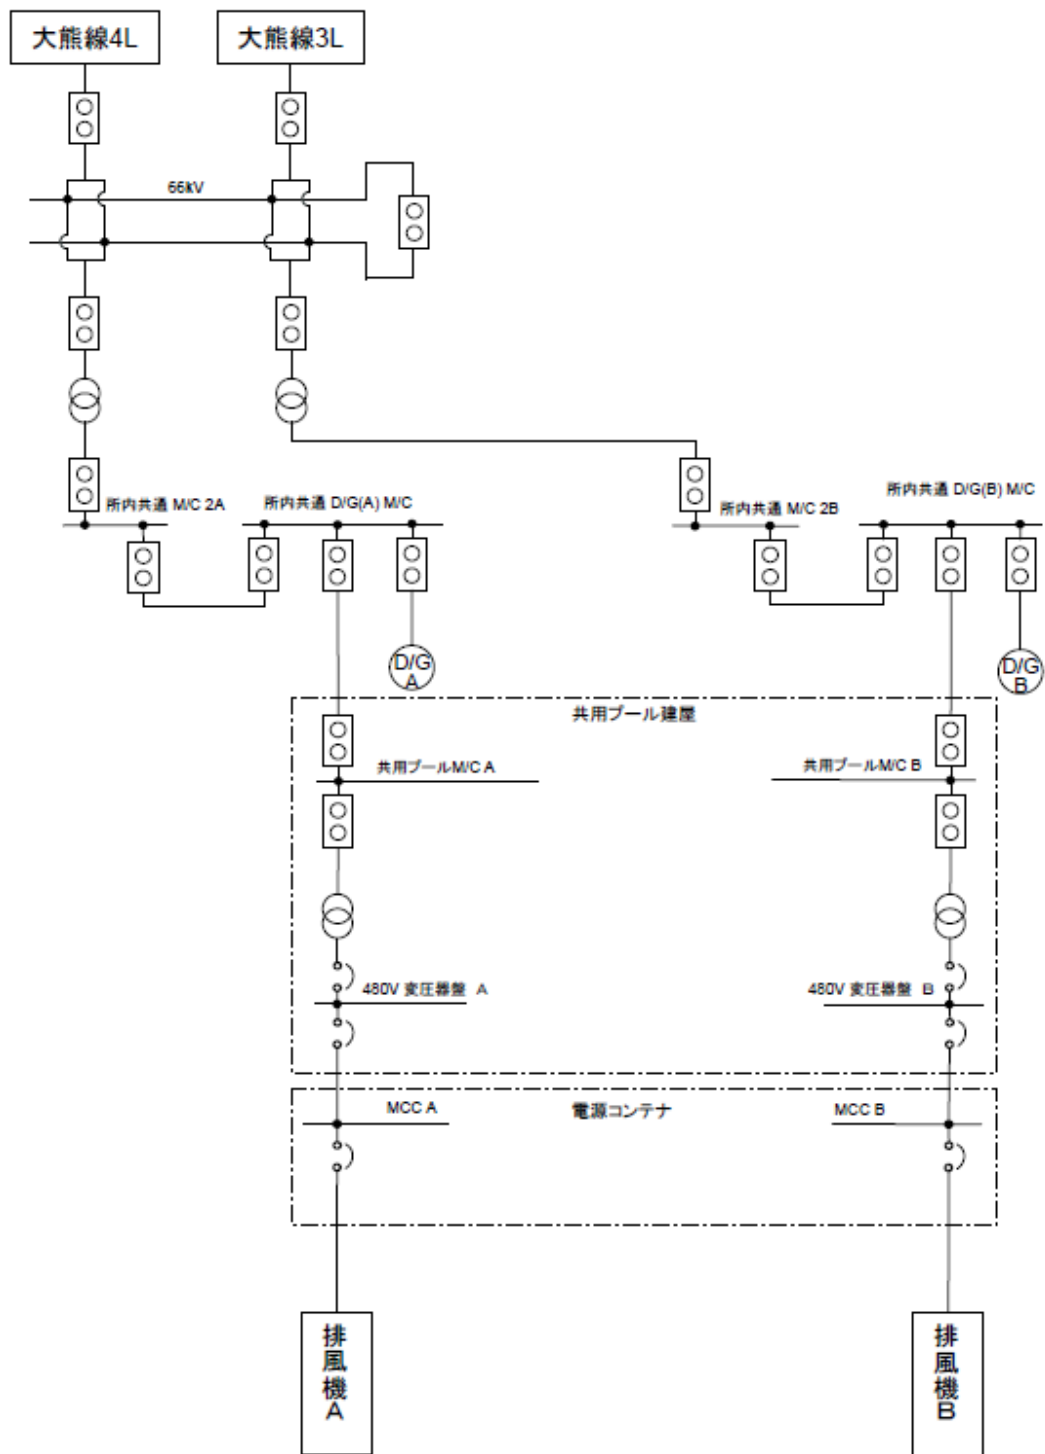 大熊線4L
大熊線3L
66kV
所内共通 M/C 2A
所内共通 D/G(A) M/C
所内共通 M/C 2B
所内共通 D/G(B) M/C
D/G
A
D/G
B
共用プール建屋
共用プールM/C A
共用プールM/C B
480V 変圧器盤 A
480V 変圧器盤 B
MCC A
電源コンテナ
MCC B
排風機A
排風機B